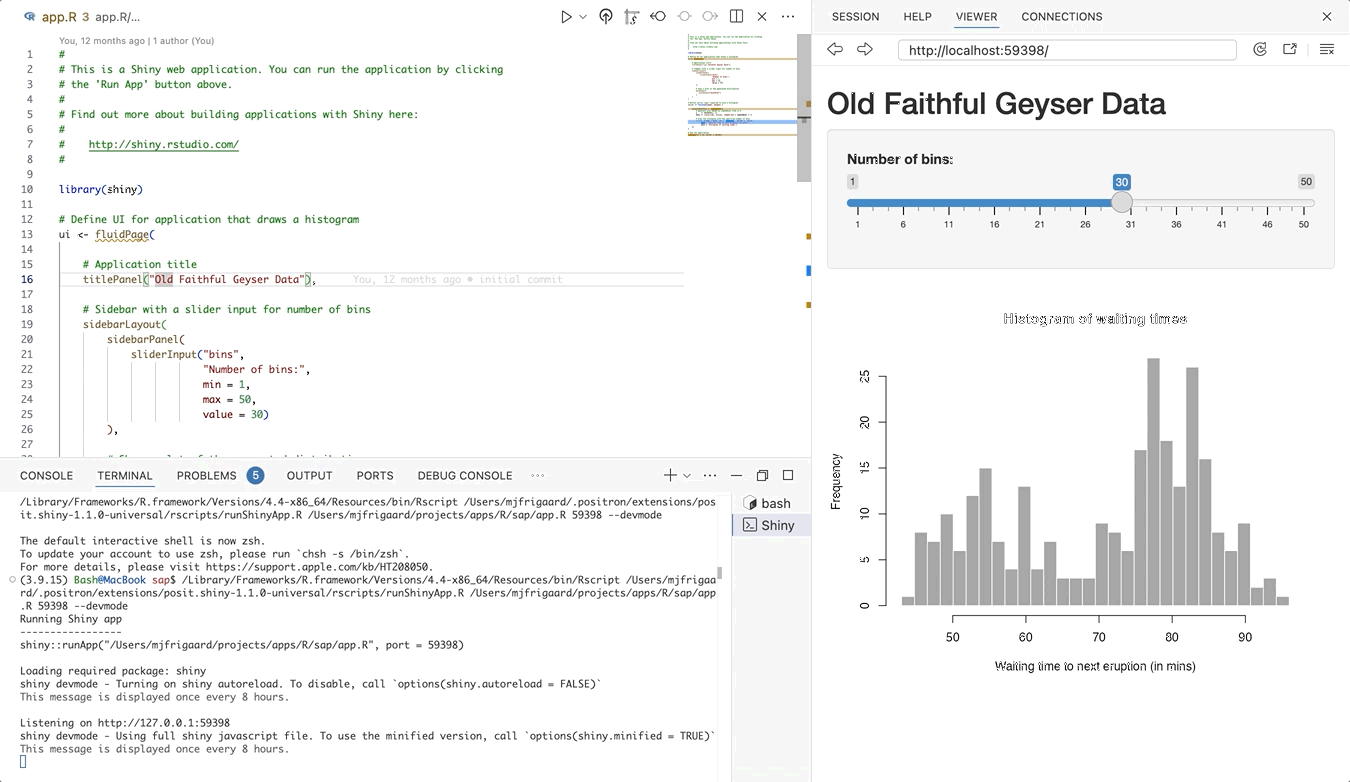 app.R 3 app.R/...
You, 12 months ago | 1 author (You)
1 #
2 # This is a Shiny web application. You can run the application by clicking
3 # the 'Run App' button above.
4 #
5 # Find out more about building applications with Shiny here:
6 #
7 #    http://shiny.rstudio.com/
8 #
9
10 library(shiny)
11
12 # Define UI for application that draws a histogram
13 ui <- fluidPage(
14
15 # Application title
16 titlePanel("Old Faithful Geyser Data"), You, 12 months ago • initial commit
17
18 # Sidebar with a slider input for number of bins
19 sidebarLayout(
20 sidebarPanel(
21 sliderInput("bins",
22 "Number of bins:",
23 min = 1,
24 max = 50,
25 value = 30)
26 ),
27
CONSOLE TERMINAL PROBLEMS 5 OUTPUT PORTS DEBUG CONSOLE
/Library/Frameworks/R.framework/Versions/4.4-x86_64/Resources/bin/Rscript /Users/mjfrigaard/.positron/extensions/pos
it.shiny-1.1.0-universal/rscripts/runShinyApp.R /Users/mjfrigaard/projects/apps/R/sap/app.R 59398 --devmode
The default interactive shell is now zsh.
To update your account to use zsh, please run `chsh -s /bin/zsh`.
For more details, please visit https://support.apple.com/kb/HT208050.
(3.9.15) Bash@MacBook sap$ /Library/Frameworks/R.framework/Versions/4.4-x86_64/Resources/bin/Rscript /Users/mjfrigaa
rd/.positron/extensions/posit.shiny-1.1.0-universal/rscripts/runShinyApp.R /Users/mjfrigaard/projects/apps/R/sap/app
.R 59398 --devmode
Running Shiny app
-----------------
shiny::runApp("/Users/mjfrigaard/projects/apps/R/sap/app.R", port = 59398)
Loading required package: shiny
shiny devmode - Turning on shiny autoreload. To disable, call `options(shiny.autoreload = FALSE)`
This message is displayed once every 8 hours.
Listening on http://127.0.0.1:59398
shiny devmode - Using full shiny javascript file. To use the minified version, call `options(shiny.minified = TRUE)`
This message is displayed once every 8 hours.
bash
Shiny
SESSION HELP VIEWER CONNECTIONS
http://localhost:59398/
Old Faithful Geyser Data
Number of bins:
1 30 50
1 6 11 16 21 26 31 36 41 46 50
Histogram of waiting times
Frequency
25
20
15
10
5
0
50 60 70 80 90
Waiting time to next eruption (in mins)